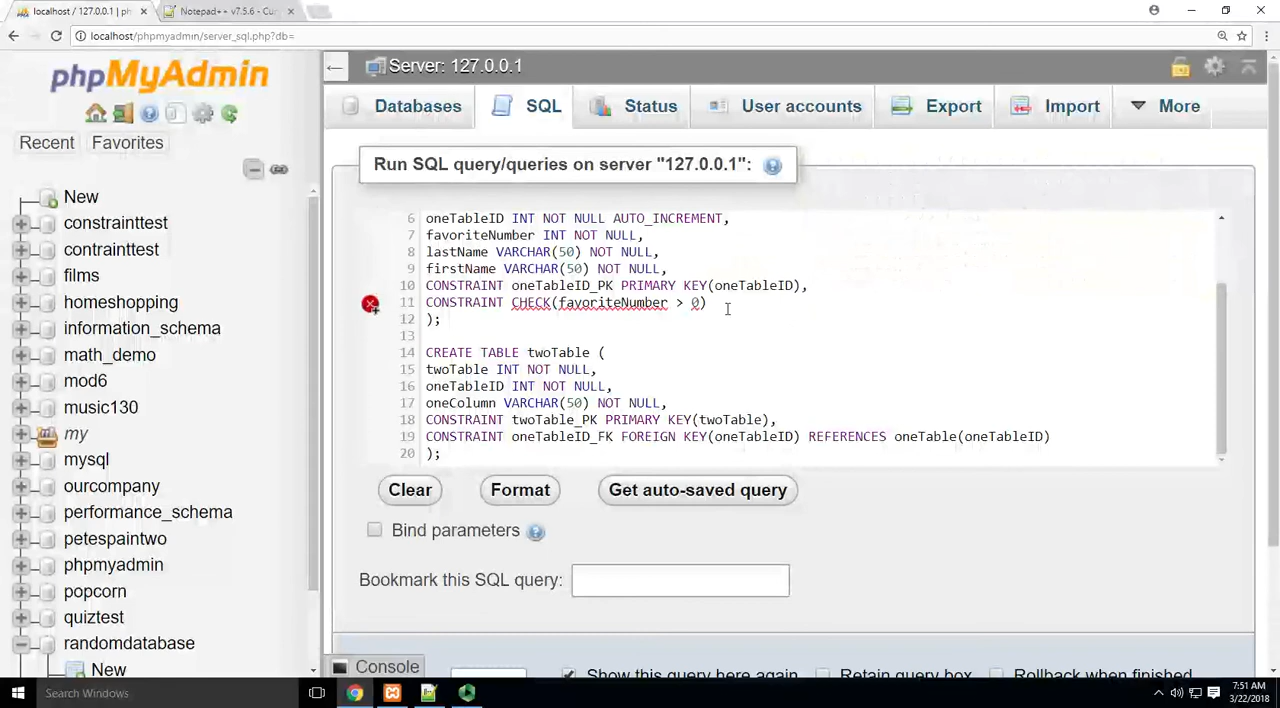 localhost / 127.0.0.1 | ph
Notepad++ v7.5.6 - Cur
localhost/phpmyadmin/server_sql.php?db=
phpMyAdmin
Recent
Favorites
New
constrainttest
contrainttest
films
homeshopping
information_schema
math_demo
mod6
music130
my
mysql
ourcompany
performance_schema
petespaintwo
phpmyadmin
popcorn
quiztest
randomdatabase
New
Server: 127.0.0.1
Databases
SQL
Status
User accounts
Export
Import
More
Run SQL query/queries on server "127.0.0.1":
6 oneTableID INT NOT NULL AUTO_INCREMENT,
7 favoriteNumber INT NOT NULL,
8 lastName VARCHAR(50) NOT NULL,
9 firstName VARCHAR(50) NOT NULL,
10 CONSTRAINT oneTableID_PK PRIMARY KEY(oneTableID),
11 CONSTRAINT CHECK(favoriteNumber > 0)
12 );
13
14 CREATE TABLE twoTable (
15 twoTable INT NOT NULL,
16 oneTableID INT NOT NULL,
17 oneColumn VARCHAR(50) NOT NULL,
18 CONSTRAINT twoTable_PK PRIMARY KEY(twoTable),
19 CONSTRAINT oneTableID_FK FOREIGN KEY(oneTableID) REFERENCES oneTable(oneTableID)
20 );
Clear
Format
Get auto-saved query
Bind parameters
Bookmark this SQL query:
Console
Show this query here again
Retain query box
Rollback when finished
Search Windows
7:51 AM
3/22/2018